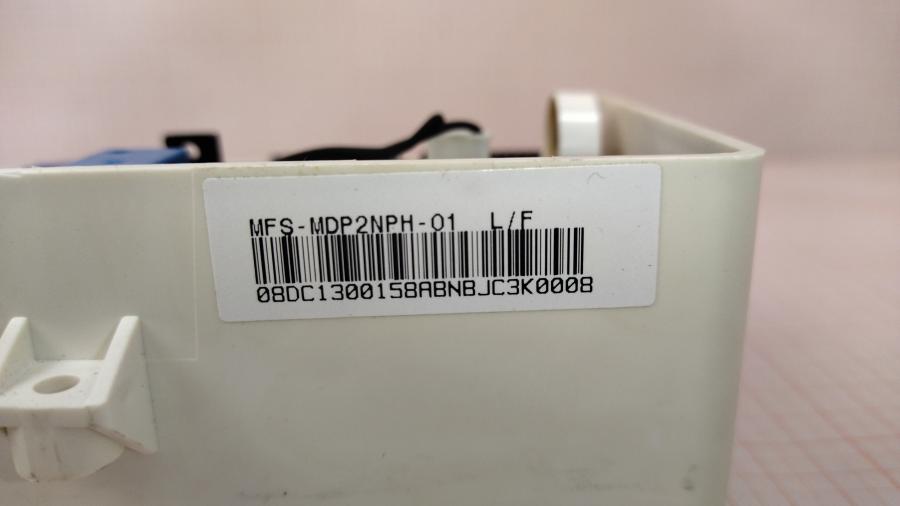 MFS-MDP2NPH-01 L/F
08DC1300158ABNBJC3K0008